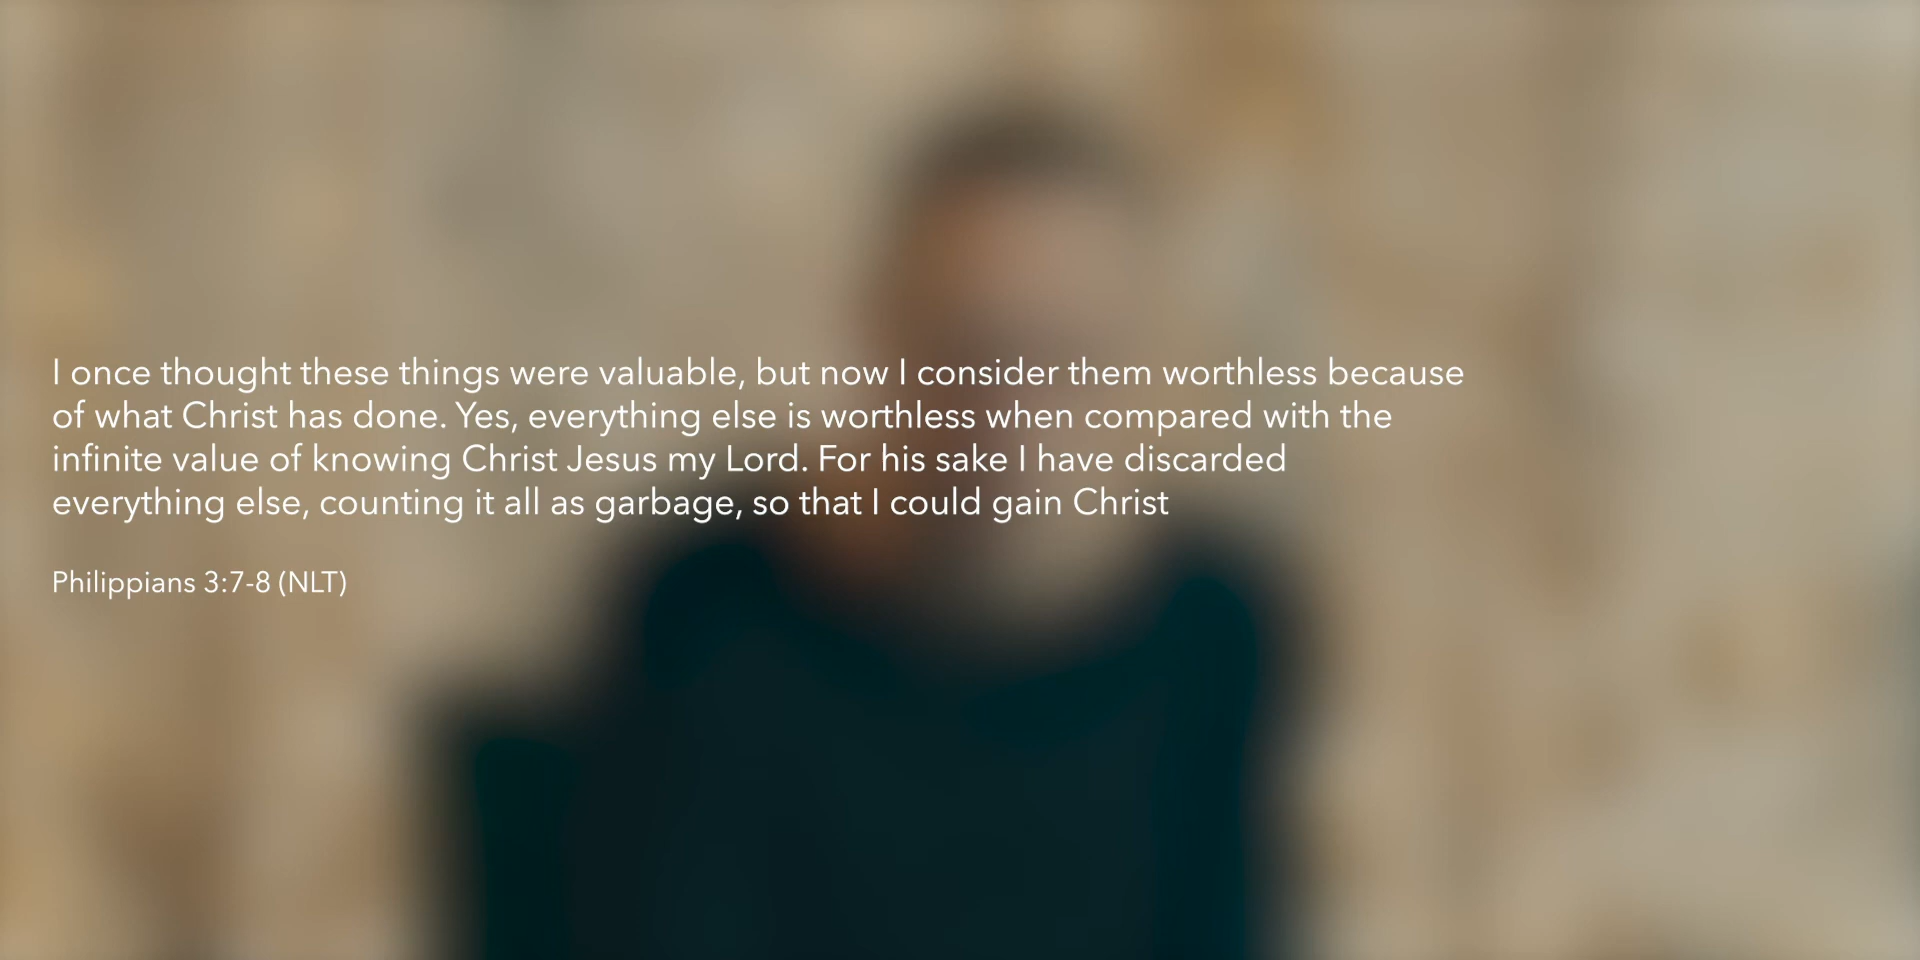 I once thought these things were valuable, but now I consider them worthless because
of what Christ has done. Yes, everything else is worthless when compared with the
infinite value of knowing Christ Jesus my Lord. For his sake I have discarded
everything else, counting it all as garbage, so that I could gain Christ
Philippians 3:7-8 (NLT)